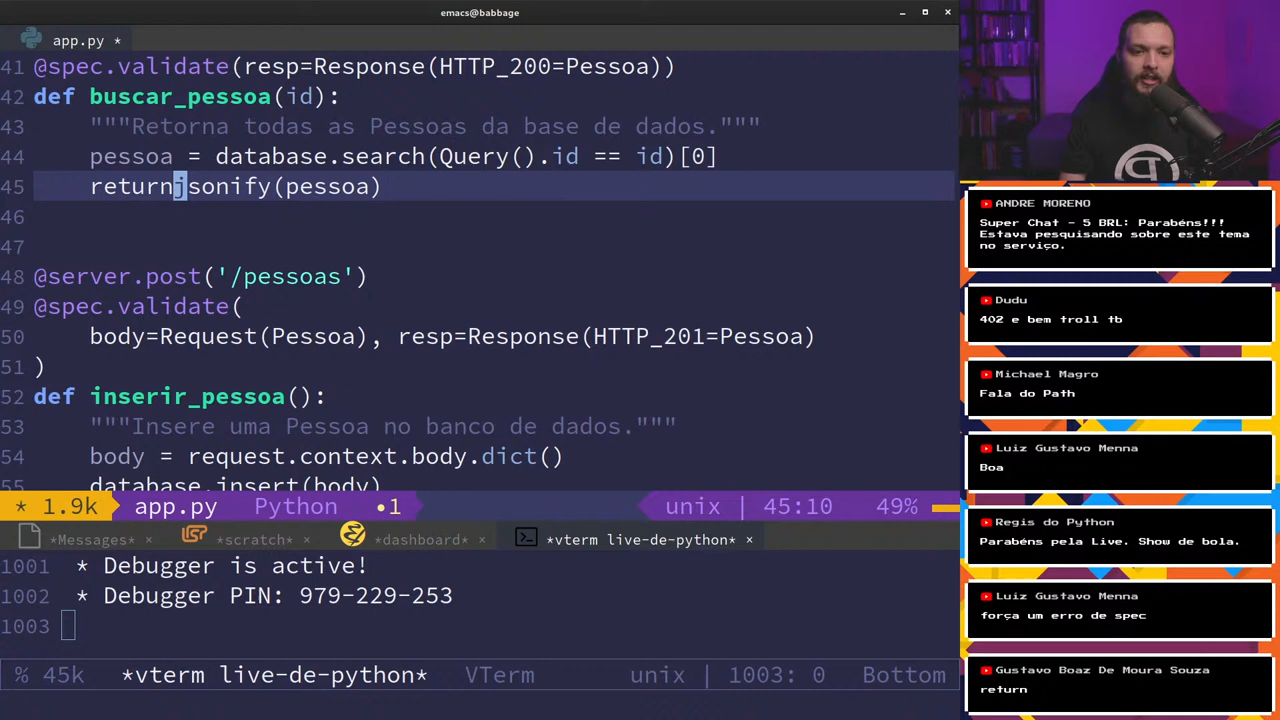 emacs@babbage
app.py *
41 @spec.validate(resp=Response(HTTP_200=Pessoa))
42 def buscar_pessoa(id):
43 """Retorna todas as Pessoas da base de dados."""
44 pessoa = database.search(Query().id == id)[0]
45 returnjsonify(pessoa)
46
47
48 @server.post('/pessoas')
49 @spec.validate(
50 body=Request(Pessoa), resp=Response(HTTP_201=Pessoa)
51 )
52 def inserir_pessoa():
53 """Insere uma Pessoa no banco de dados."""
54 body = request.context.body.dict()
55 database.insert(body)
* 1.9k app.py Python •1 unix | 45:10 49%
*Messages* × *scratch* × *dashboard* × *vterm live-de-python* ×
1001 * Debugger is active!
1002 * Debugger PIN: 979-229-253
1003
% 45k *vterm live-de-python* VTerm unix | 1003: 0 Bottom
ANDRE MORENO
Super Chat - 5 BRL: Parabéns!!!
Estava pesquisando sobre este tema
no serviço.
Dudu
402 e bem troll tb
Michael Magro
Fala do Path
Luiz Gustavo Menna
Boa
Regis do Python
Parabéns pela Live. Show de bola.
Luiz Gustavo Menna
força um erro de spec
Gustavo Boaz De Moura Souza
return